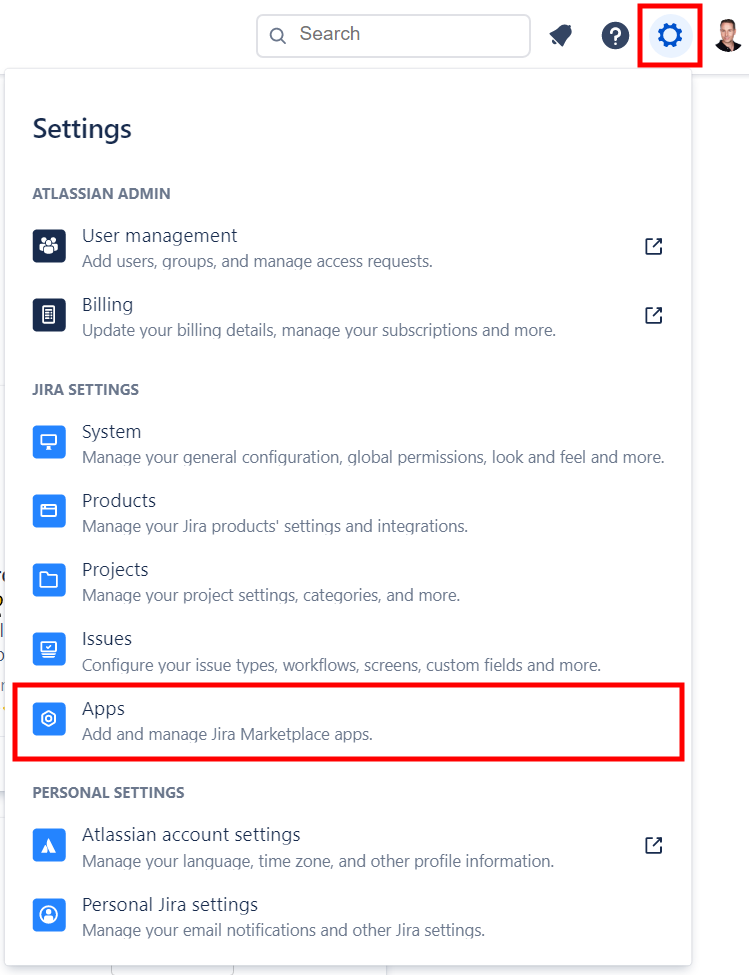 Search
Settings
ATLASSIAN ADMIN
User management
Add users, groups, and manage access requests.
Billing
Update your billing details, manage your subscriptions and more.
JIRA SETTINGS
System
Manage your general configuration, global permissions, look and feel and more.
Products
Manage your Jira products' settings and integrations.
Projects
Manage your project settings, categories, and more.
Issues
Configure your issue types, workflows, screens, custom fields and more.
Apps
Add and manage Jira Marketplace apps.
PERSONAL SETTINGS
Atlassian account settings
Manage your language, time zone, and other profile information.
Personal Jira settings
Manage your email notifications and other Jira settings.